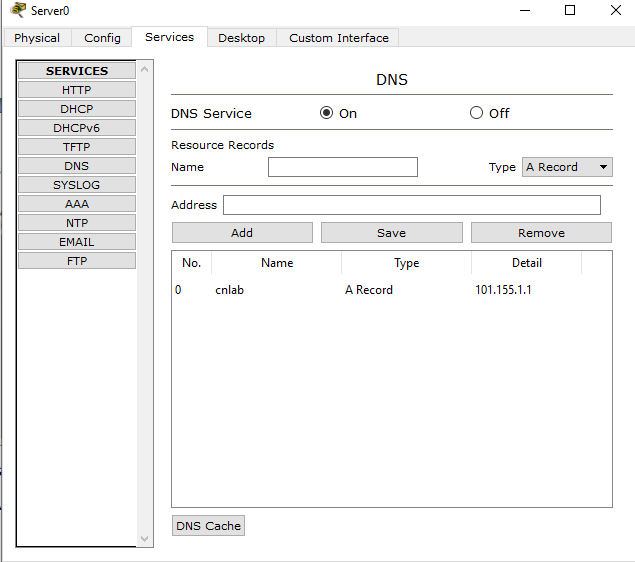 Server0
Physical Config Services Desktop Custom Interface
SERVICES
HTTP
DHCP
DHCPv6
TFTP
DNS
SYSLOG
AAA
NTP
EMAIL
FTP
DNS
DNS Service On Off
Resource Records
Name Type A Record
Address
Add Save Remove
No. Name Type Detail
0 cnlab A Record 101.155.1.1
DNS Cache